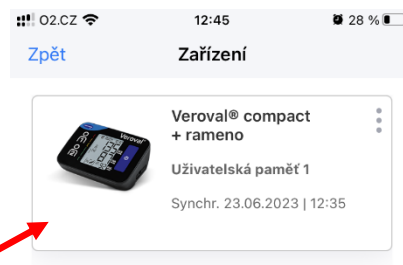 O2.CZ 12:45 28 %
Zpět Zařízení
Veroval® compact
+ rameno
Veroval
Uživatelská paměť 1
Synchr. 23.06.2023 | 12:35